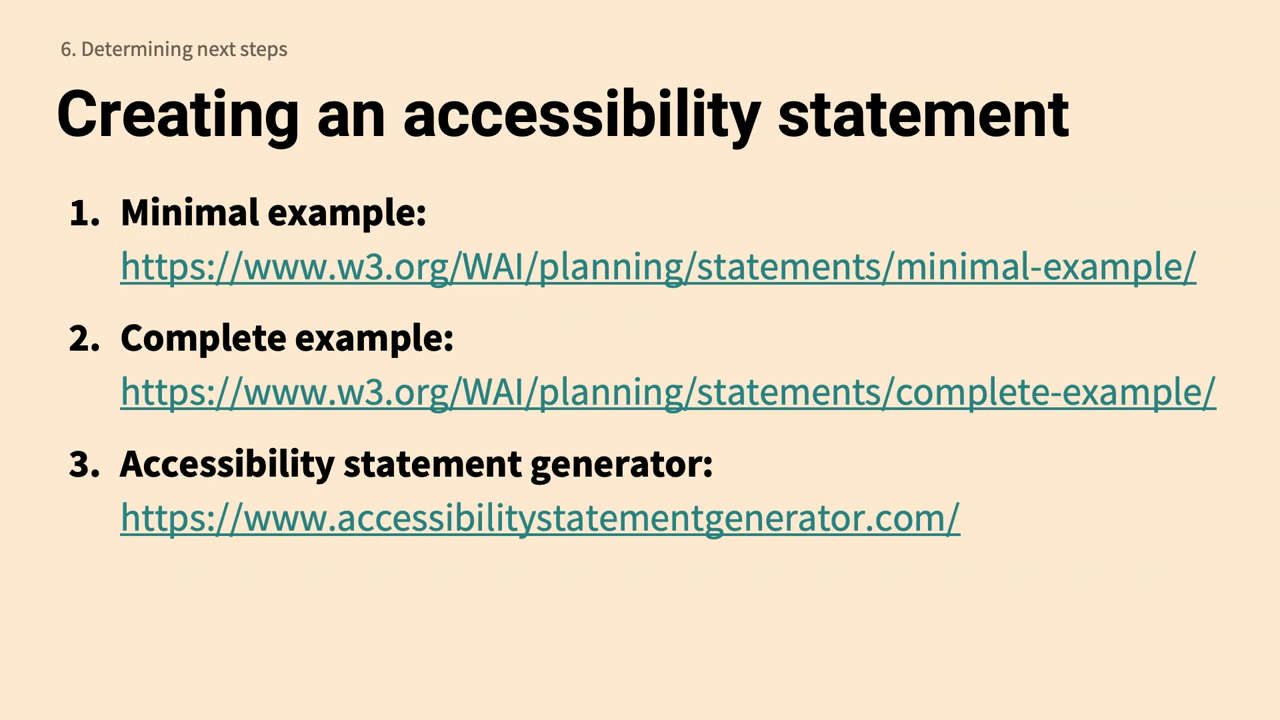 6. Determining next steps
Creating an accessibility statement
1. Minimal example:
https://www.w3.org/WAI/planning/statements/minimal-example/
2. Complete example:
https://www.w3.org/WAI/planning/statements/complete-example/
3. Accessibility statement generator:
https://www.accessibilitystatementgenerator.com/